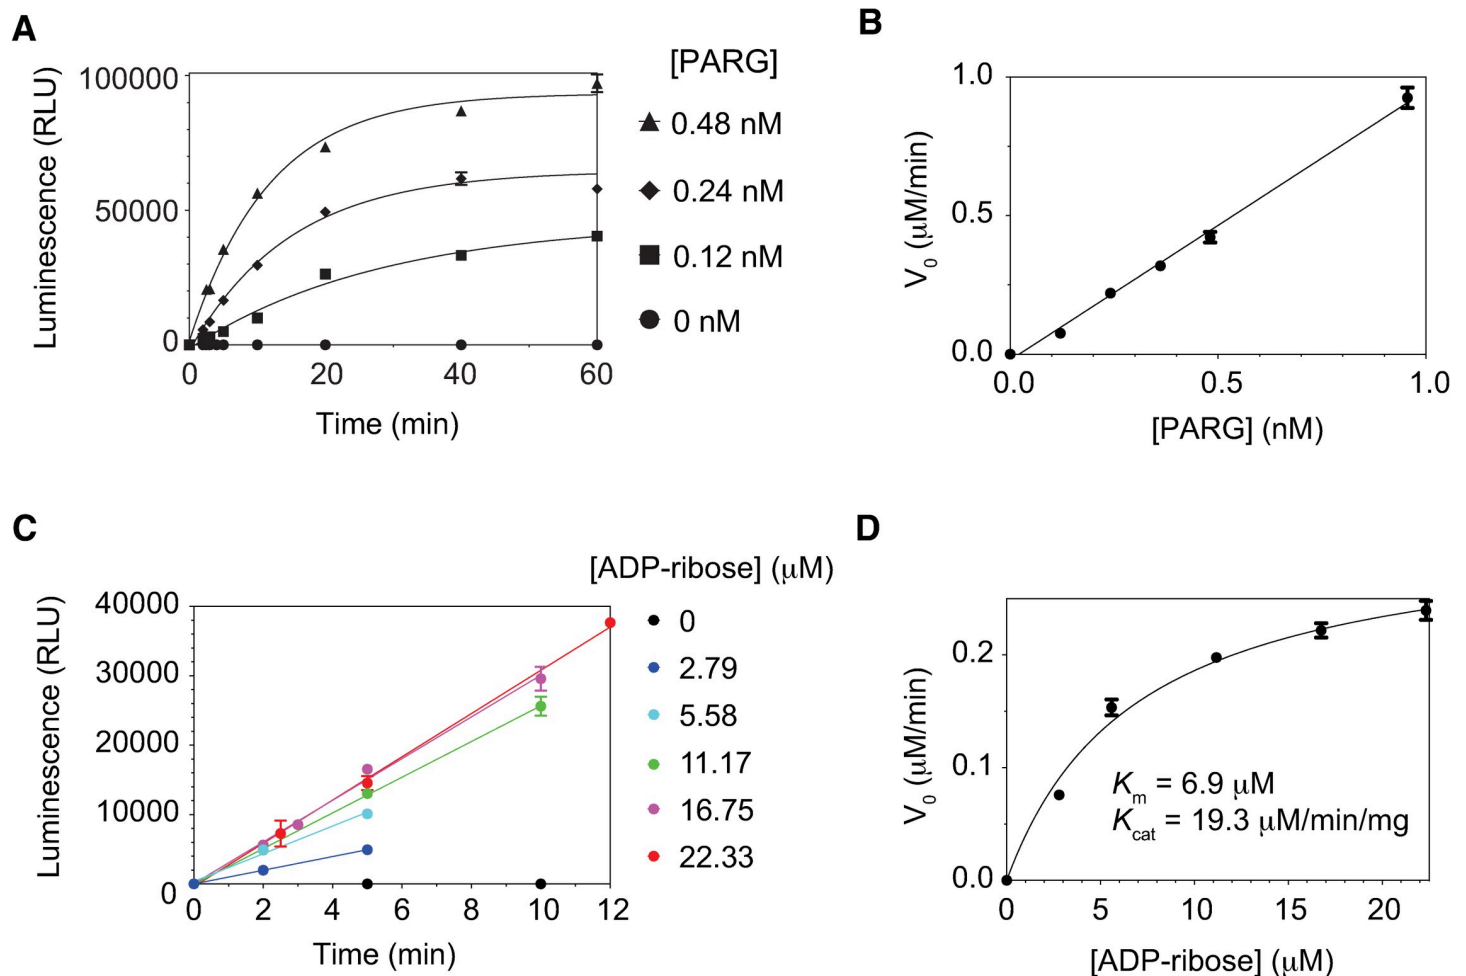 A
Luminescence (RLU)
100000
50000
0
0 20 40 60
Time (min)
[PARG]
0.48 nM
0.24 nM
0.12 nM
0 nM
B
V0 (μM/min)
1.0
0.5
0.0
0.0 0.5 1.0
[PARG] (nM)
C
Luminescence (RLU)
40000
30000
20000
10000
0
0 2 4 6 8 10 12
Time (min)
[ADP-ribose] (μM)
0
2.79
5.58
11.17
16.75
22.33
D
V0 (μM/min)
0.2
0.1
0.0
0 5 10 15 20
[ADP-ribose] (μM)
Km = 6.9 μM
Kcat = 19.3 μM/min/mg